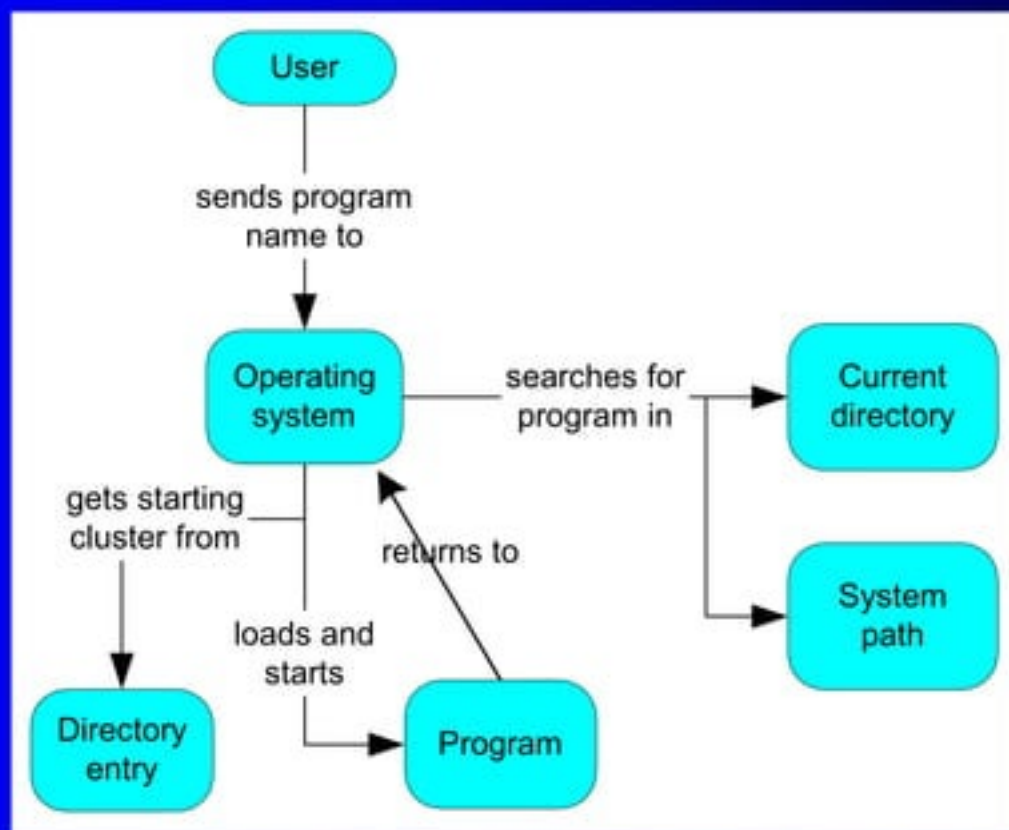 User
sends program
name to
Operating
system
searches for
program in
Current
directory
gets starting
cluster from
returns to
System
path
loads and
starts
Directory
entry
Program